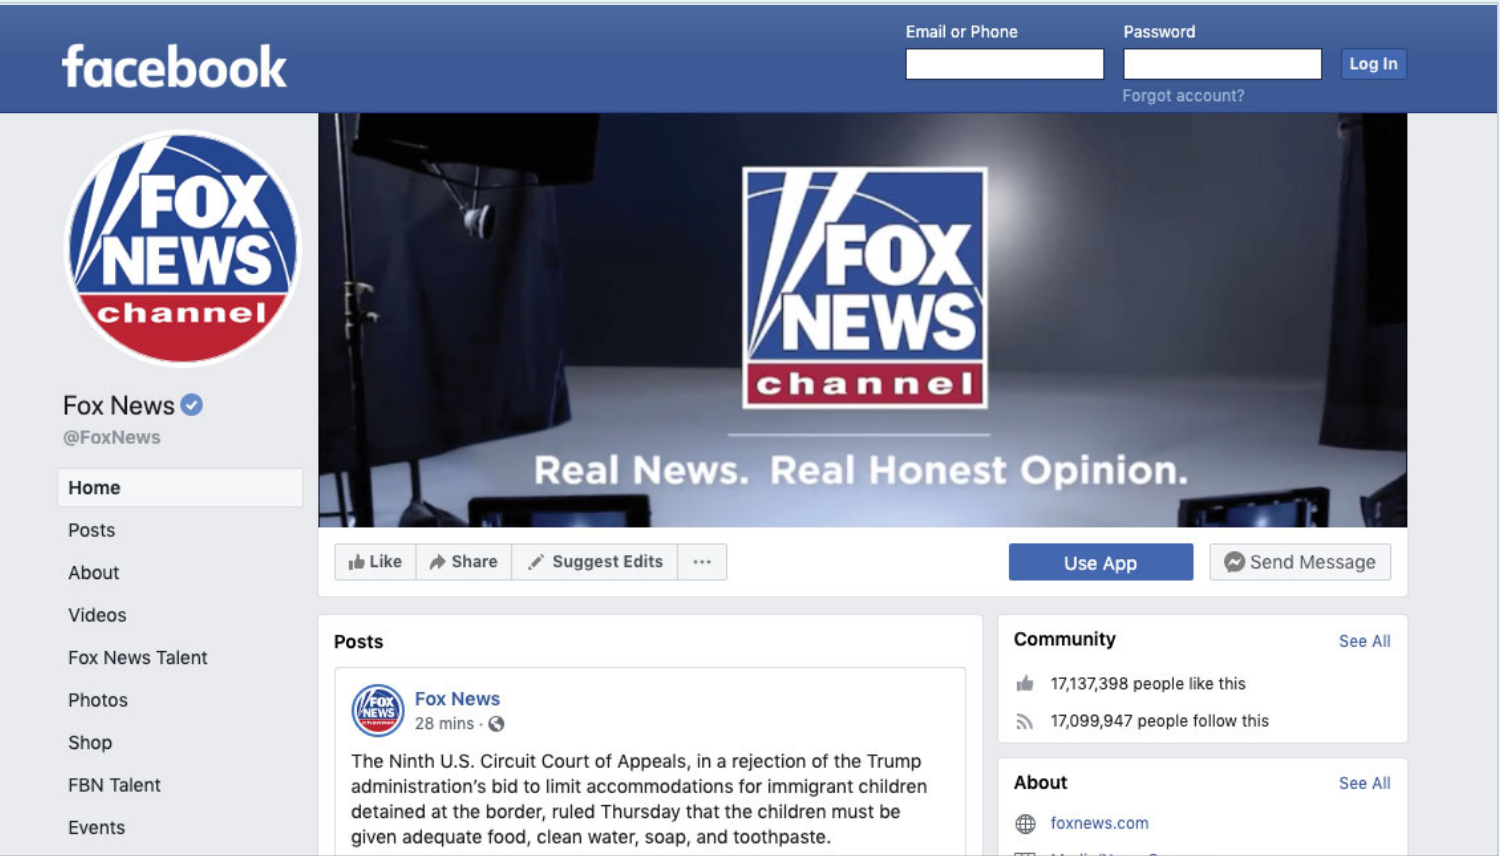 facebook
Email or Phone
Password
Log In
Forgot account?
FOX
NEWS
channel
Fox News
@FoxNews
Home
Posts
About
Videos
Fox News Talent
Photos
Shop
FBN Talent
Events
FOX
NEWS
channel
Real News. Real Honest Opinion.
Like
Share
Suggest Edits
...
Use App
Send Message
Posts
FOX
NEWS
channel
Fox News
28 mins ·
The Ninth U.S. Circuit Court of Appeals, in a rejection of the Trump
administration's bid to limit accommodations for immigrant children
detained at the border, ruled Thursday that the children must be
given adequate food, clean water, soap, and toothpaste.
Community
See All
17,137,398 people like this
17,099,947 people follow this
About
See All
foxnews.com